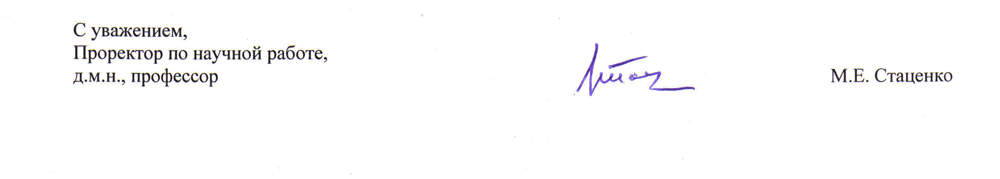 С уважением,
Проректор по научной работе,
д.м.н., профессор
М.Е. Стаценко